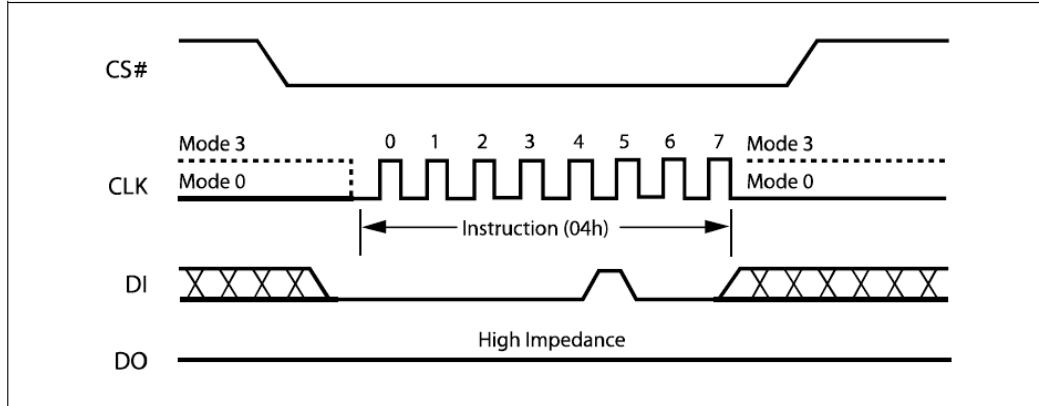 CS#
Mode 3
0 1 2 3 4 5 6 7
Mode 3
CLK
Mode 0
Mode 0
Instruction (04h)
DI
High Impedance
DO